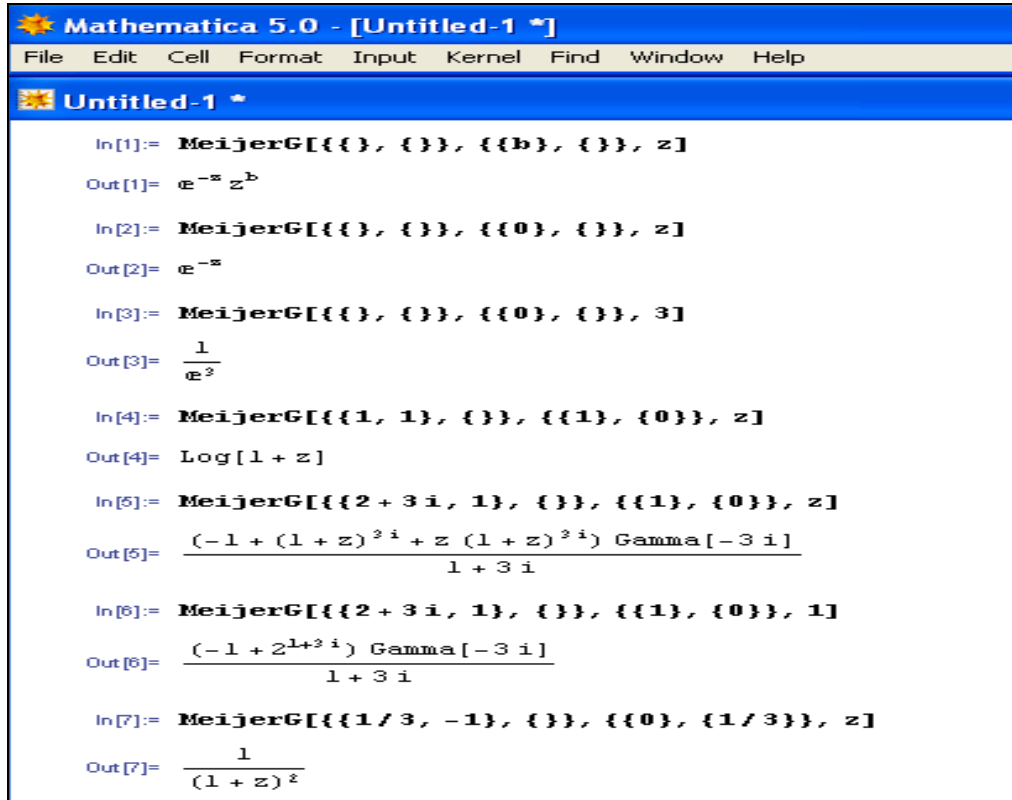 Mathematica 5.0 - [Untitled-1 *]
File Edit Cell Format Input Kernel Find Window Help
Untitled-1 *
In[1]:= MeijerG[{{}, {}}, {{b}, {}}, z]
Out[1]= ⅇ^-z z^b
In[2]:= MeijerG[{{}, {}}, {{0}, {}}, z]
Out[2]= ⅇ^-z
In[3]:= MeijerG[{{}, {}}, {{0}, {}}, 3]
Out[3]= 1/ⅇ^3
In[4]:= MeijerG[{{1, 1}, {}}, {{1}, {0}}, z]
Out[4]= Log[1 + z]
In[5]:= MeijerG[{{2 + 3 i, 1}, {}}, {{1}, {0}}, z]
Out[5]= ((-1 + (1 + z)^(3 i) + z (1 + z)^(3 i)) Gamma[-3 i])/(1 + 3 i)
In[6]:= MeijerG[{{2 + 3 i, 1}, {}}, {{1}, {0}}, 1]
Out[6]= ((-1 + 2^(1+3 i)) Gamma[-3 i])/(1 + 3 i)
In[7]:= MeijerG[{{1/3, -1}, {}}, {{0}, {1/3}}, z]
Out[7]= 1/(1 + z)^2